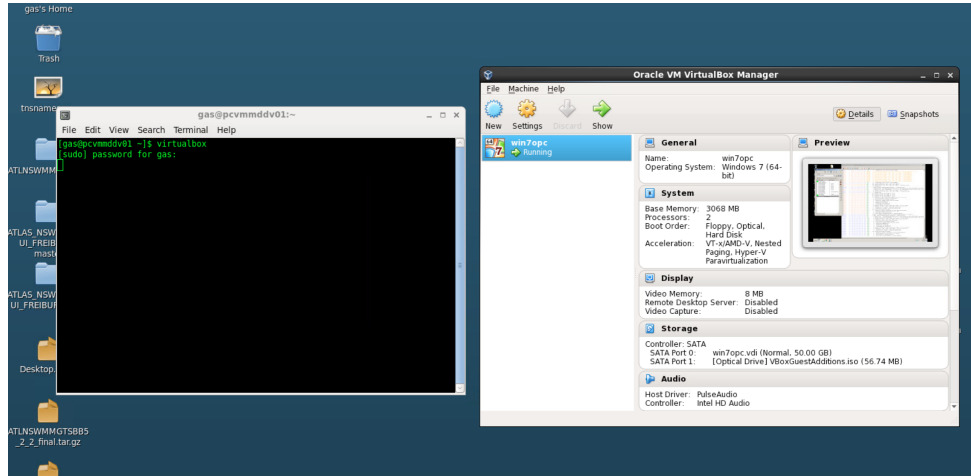 gas's Home
Trash
tnsname
ATLNSWMM
ATLAS_NSW
UI_FREIB
mast
ATLAS_NSW
UI_FREIBUR
Desktop.
ATLNSWMMGTSBB5
_2_2_final.tar.gz
gas@pcvmmddv01:~
File Edit View Search Terminal Help
[gas@pcvmmddv01 ~]$ virtualbox
[sudo] password for gas:
Oracle VM VirtualBox Manager
File Machine Help
New Settings Discard Show
Details Snapshots
win7opc
Running
General
Name: win7opc
Operating System: Windows 7 (64-
bit)
System
Base Memory: 3068 MB
Processors: 2
Boot Order: Floppy, Optical,
Hard Disk
Acceleration: VT-x/AMD-V, Nested
Paging, Hyper-V
Paravirtualization
Preview
Display
Video Memory: 8 MB
Remote Desktop Server: Disabled
Video Capture: Disabled
Storage
Controller: SATA
SATA Port 0: win7opc.vdi (Normal, 50.00 GB)
SATA Port 1: [Optical Drive] VBoxGuestAdditions.iso (56.74 MB)
Audio
Host Driver: PulseAudio
Controller: Intel HD Audio